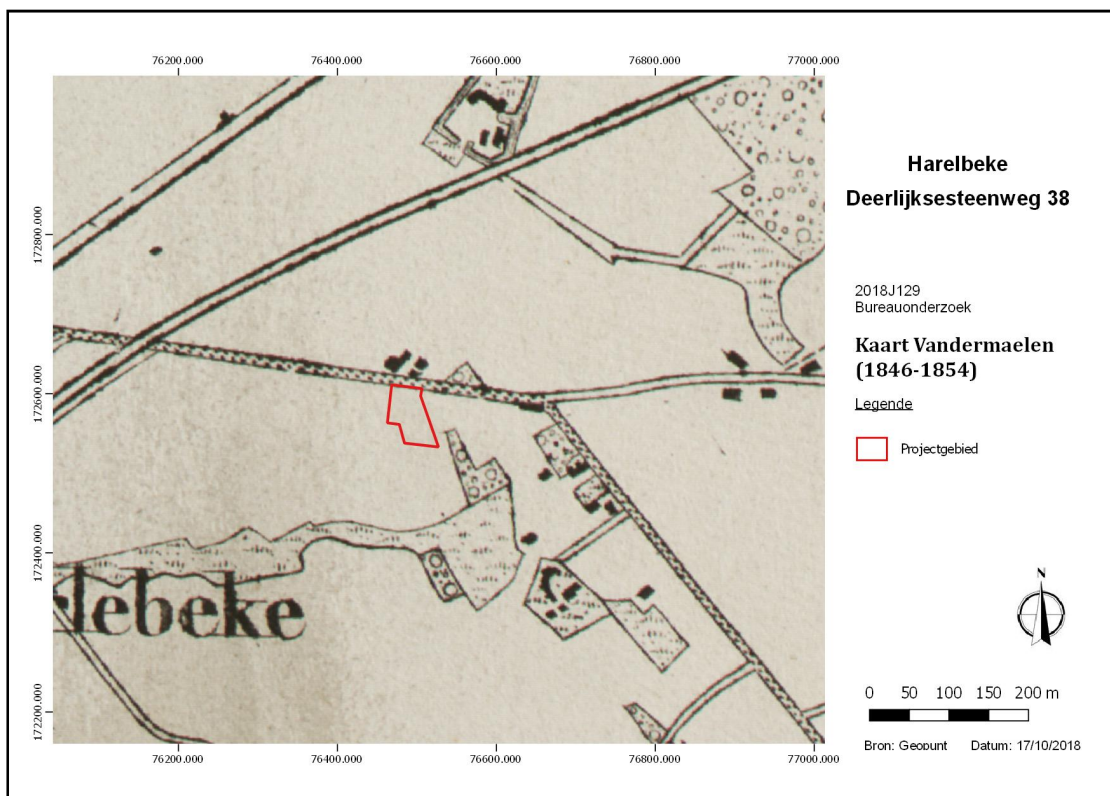 76200.000 76400.000 76600.000 76800.000 77000.000
172800.000
172600.000
172400.000
172200.000
lebeke
76200.000 76400.000 76600.000 76800.000 77000.000
Harelbeke
Deerlijksesteenweg 38
2018J129
Bureauonderzoek
Kaart Vandermaelen
(1846-1854)
Legende
Projectgebied
N
0 50 100 150 200 m
Bron: Geopunt Datum: 17/10/2018